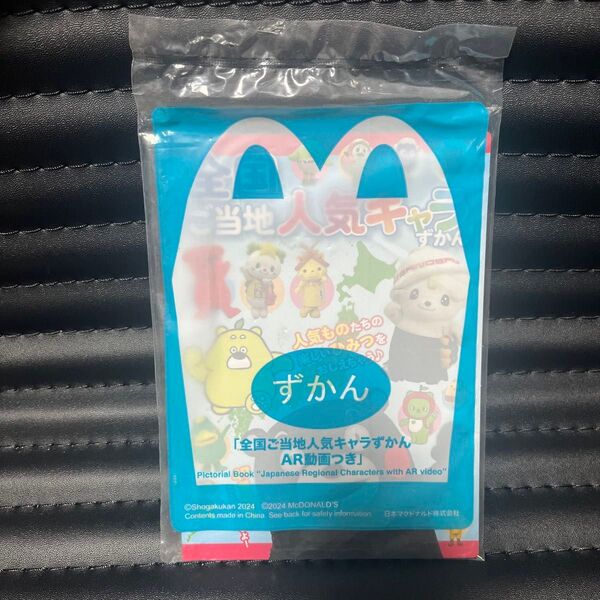 全国
ご当地人気キャラ
ずかん
人気ものたちの
ひみつを
ずかん
「全国ご当地人気キャラずかん
AR動画つき」
Pictorial Book "Japanese Regional Characters with AR video"
©Shogakukan 2024 ©2024 McDONALD'S
Contents made in China See back for safety information 日本マクドナルド株式会社